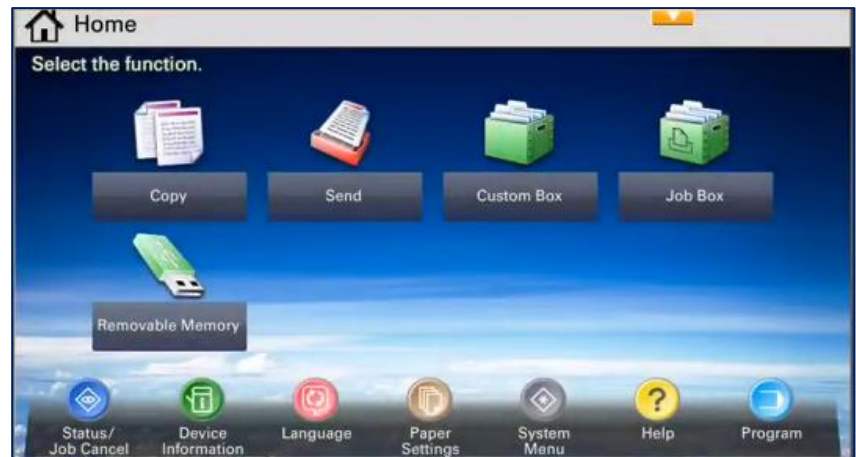 Home
Select the function.
Copy
Send
Custom Box
Job Box
Removable Memory
Status/
Job Cancel
Device
Information
Language
Paper
Settings
System
Menu
Help
Program